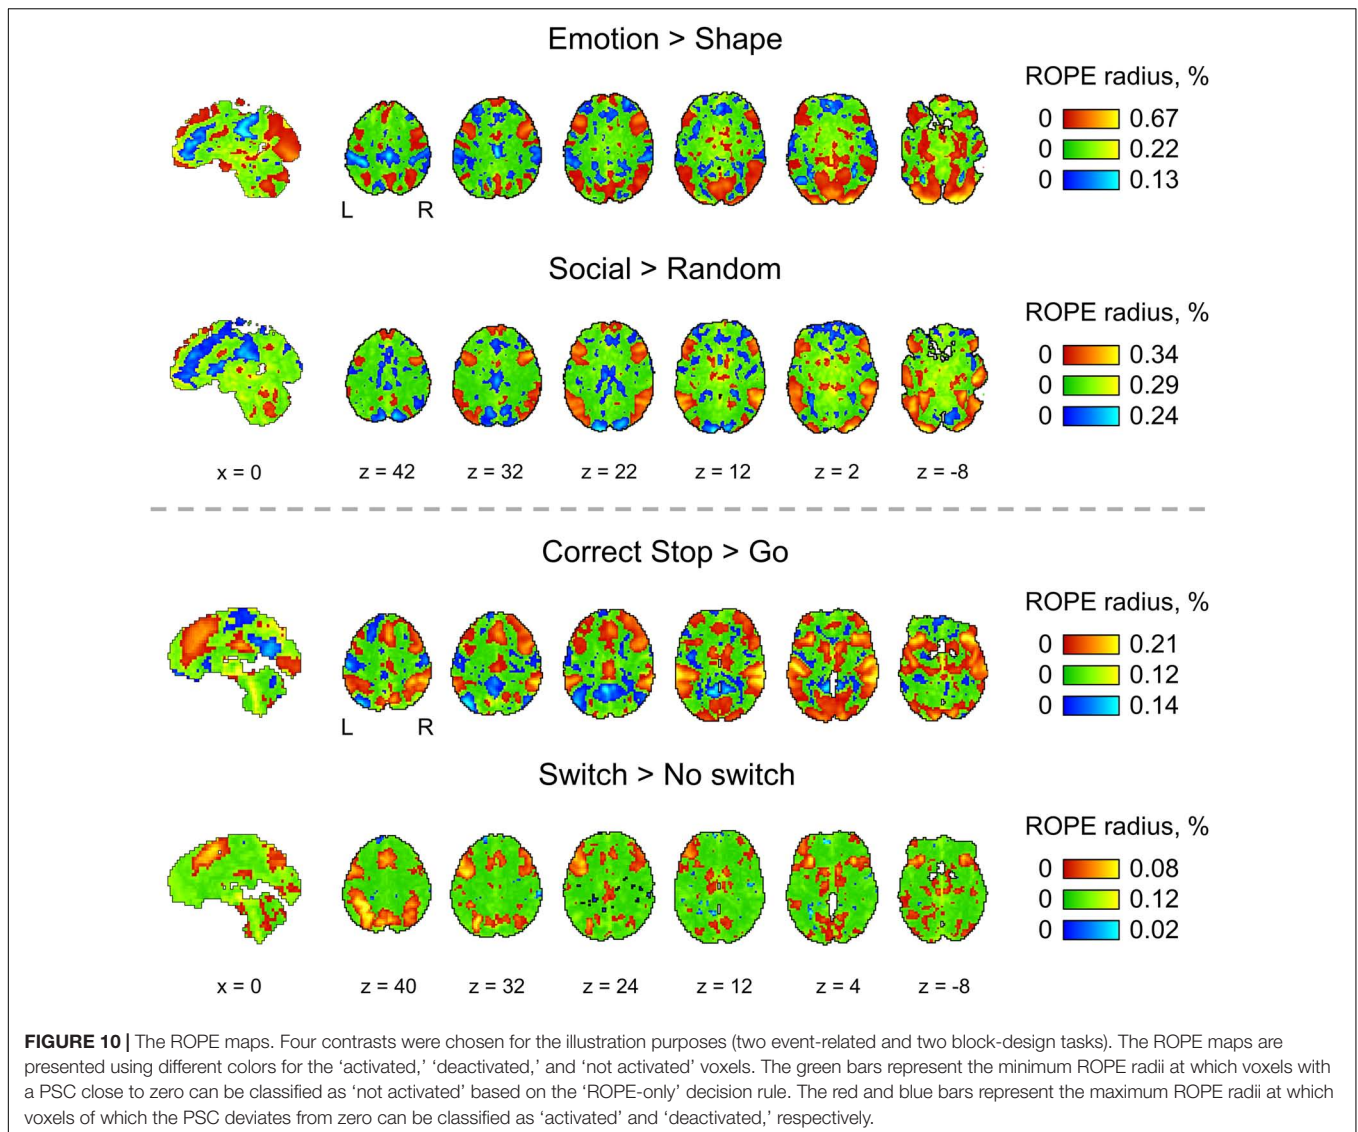 Emotion > Shape
ROPE radius, %
0 0.67
0 0.22
0 0.13
L R
Social > Random
ROPE radius, %
0 0.34
0 0.29
0 0.24
x = 0 z = 42 z = 32 z = 22 z = 12 z = 2 z = -8
Correct Stop > Go
ROPE radius, %
0 0.21
0 0.12
0 0.14
L R
Switch > No switch
ROPE radius, %
0 0.08
0 0.12
0 0.02
x = 0 z = 40 z = 32 z = 24 z = 12 z = 4 z = -8
FIGURE 10 | The ROPE maps. Four contrasts were chosen for the illustration purposes (two event-related and two block-design tasks). The ROPE maps are
presented using different colors for the ‘activated,’ ‘deactivated,’ and ‘not activated’ voxels. The green bars represent the minimum ROPE radii at which voxels with
a PSC close to zero can be classified as ‘not activated’ based on the ‘ROPE-only’ decision rule. The red and blue bars represent the maximum ROPE radii at which
voxels of which the PSC deviates from zero can be classified as ‘activated’ and ‘deactivated,’ respectively.